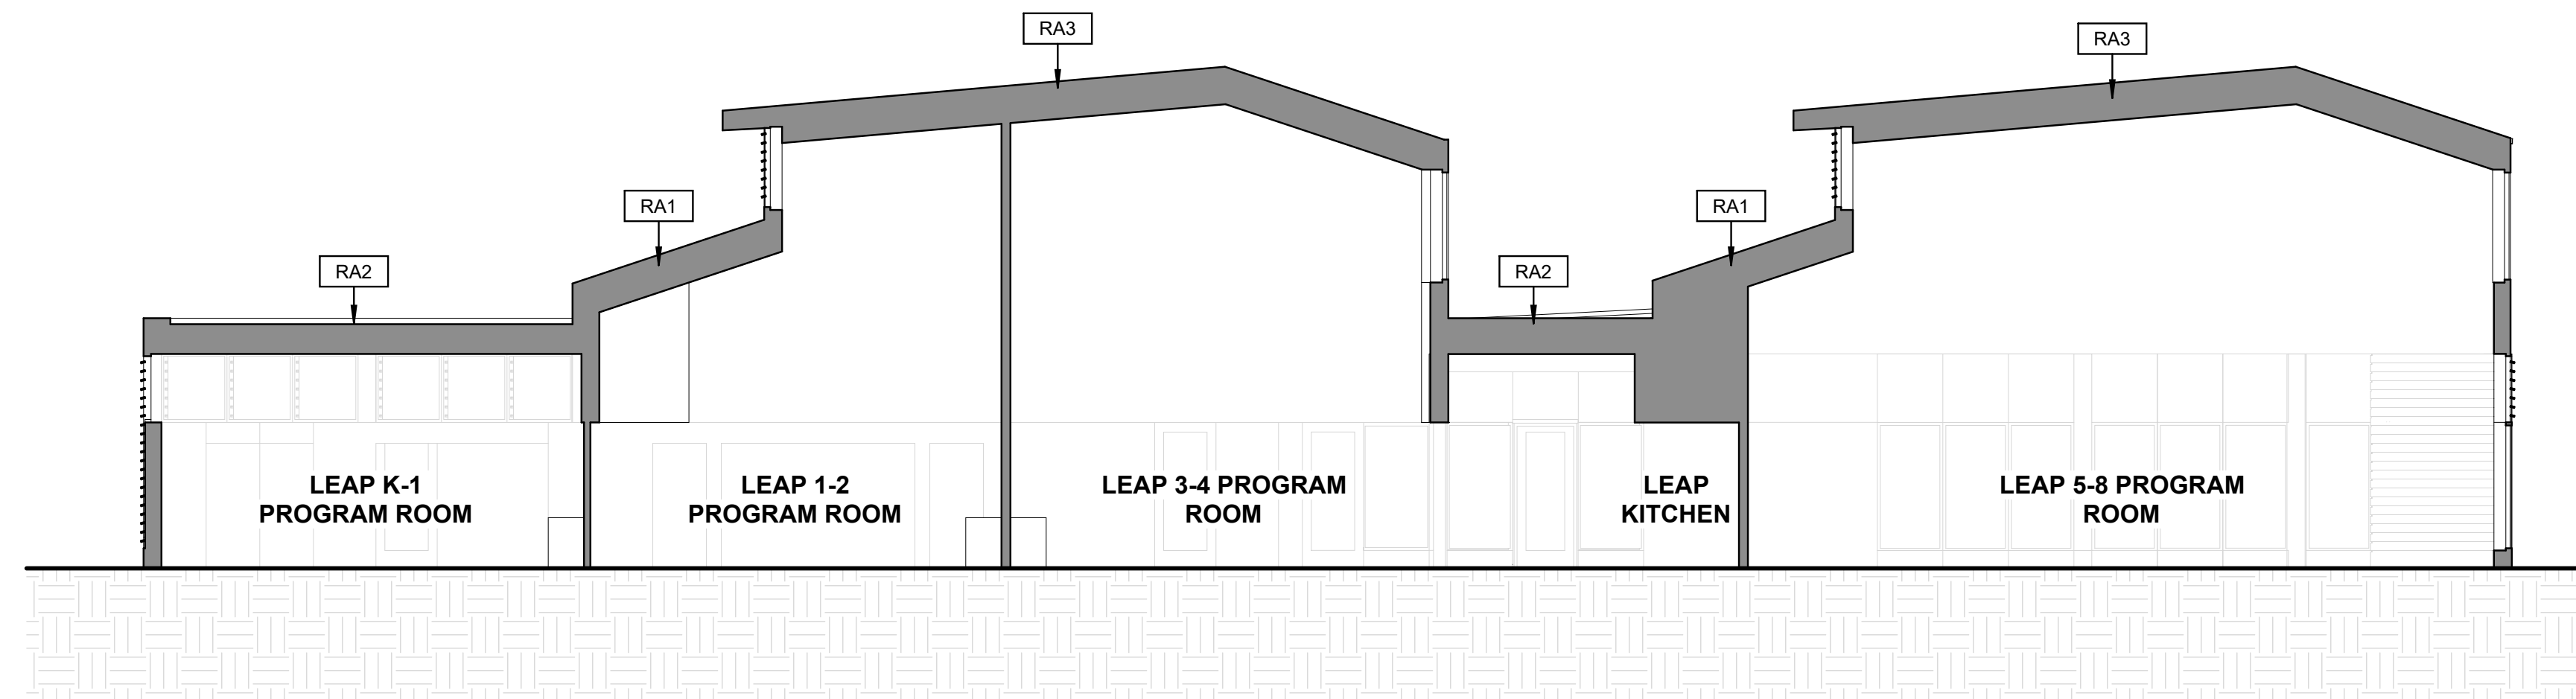 RA3
RA3
RA1
RA1
RA2
RA2
LEAP K-1
PROGRAM ROOM
LEAP 1-2
PROGRAM ROOM
LEAP 3-4 PROGRAM
ROOM
LEAP
KITCHEN
LEAP 5-8 PROGRAM
ROOM